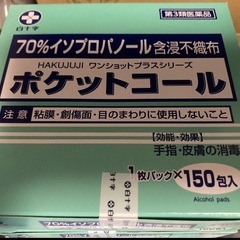 白十字
第3類医薬品
70%イソプロパノール含浸不織布
HAKUJUJI ワンショットプラスシリーズ
ポケットコール
注意 粘膜・創傷面・目のまわりに使用しないこと
【効能・効果】
手指・皮膚の消毒
1枚パック×150包入
Alcohol pads
白十字